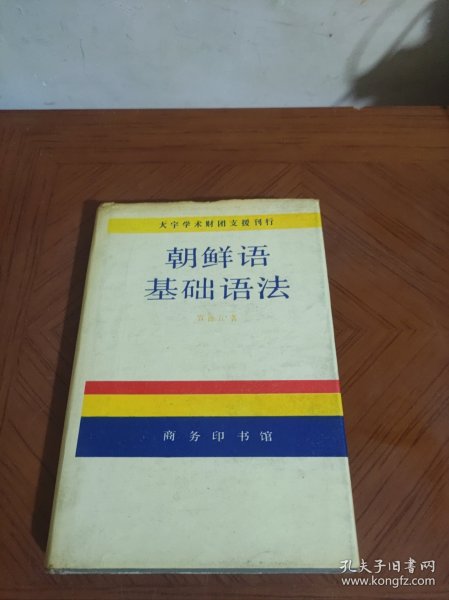 大宇学术财团支援刊行
朝鲜语
基础语法
著
商务印书馆
孔夫子旧书网
www.kongfz.com